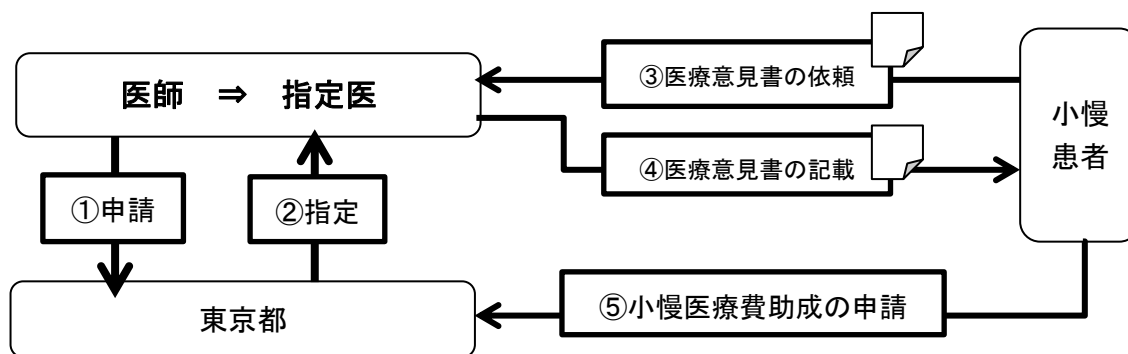 医師 ⇒ 指定医
③医療意見書の依頼
小慢
患者
④医療意見書の記載
①申請
②指定
⑤小慢医療費助成の申請
東京都